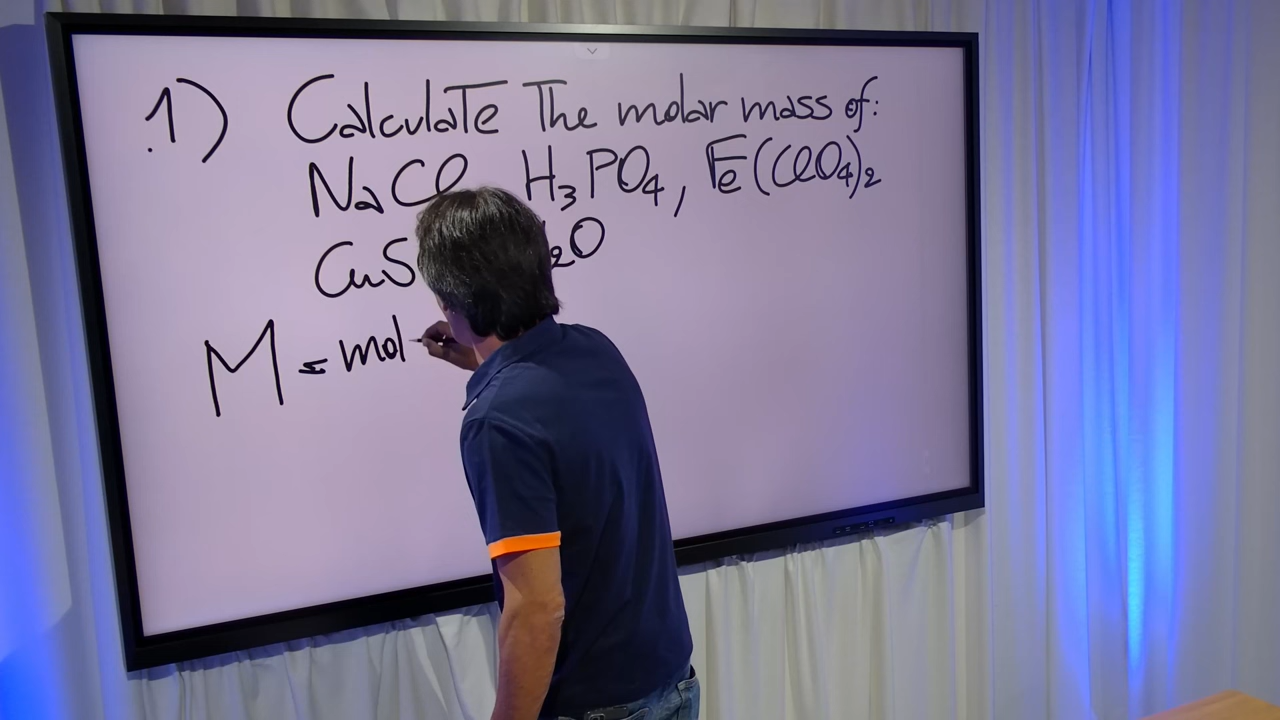 1) Calculate The molar mass of:
NaCl H₃PO₄, Fe(ClO₄)₂
CuS ₂O
M = mol